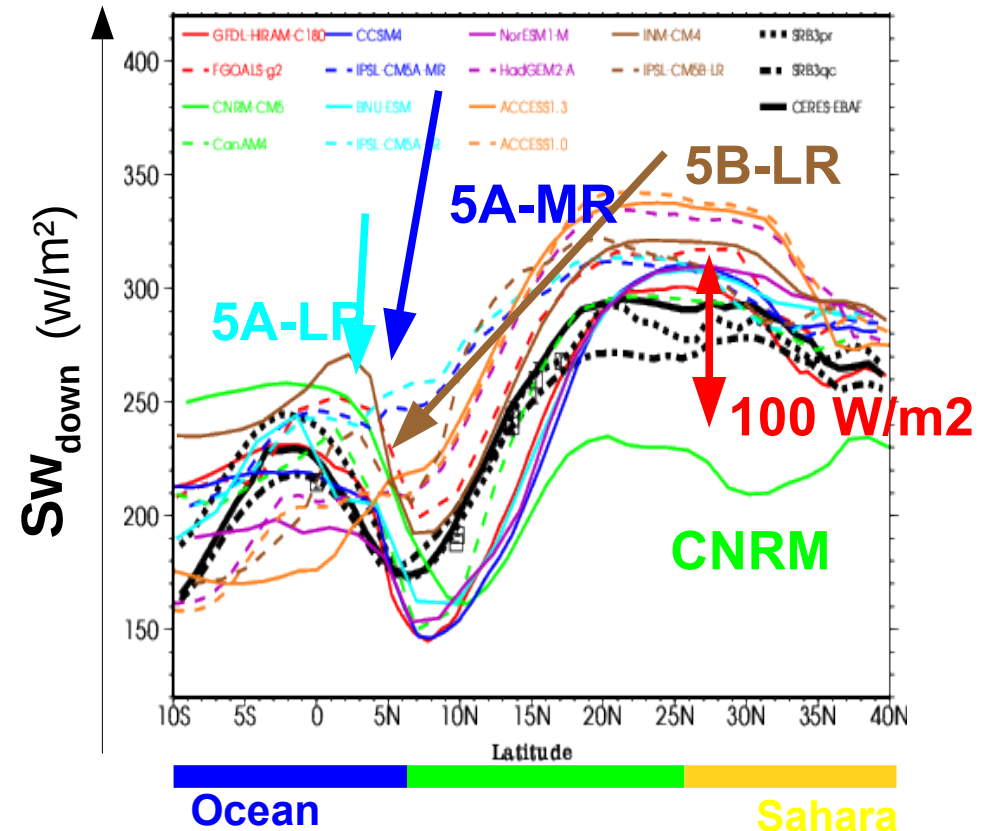 GFDL-HIRAM-C180 CCSM4 NorESM1-M INM-CM4 SRB3pr
FGOALS-g2 IPSL-CM5A-MR HadGEM2-A IPSL-CM5B-LR SRB3qc
CNRM-CM5 BNU-ESM ACCESS1.3 CERES-EBAF
CanAM4 IPSL-CM5A-LR ACCESS1.0
400
350
300
250
200
150
SW down (w/m²)
5B-LR
5A-MR
5A-LR
100 W/m2
CNRM
10S 5S 0 5N 10N 15N 20N 25N 30N 35N 40N
Latitude
Ocean Sahara